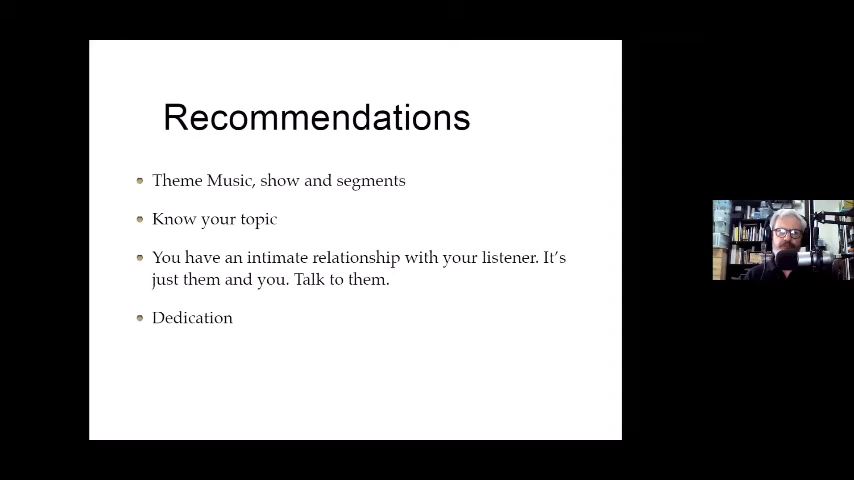 Recommendations
Theme Music, show and segments
Know your topic
You have an intimate relationship with your listener. It’s
just them and you. Talk to them.
Dedication